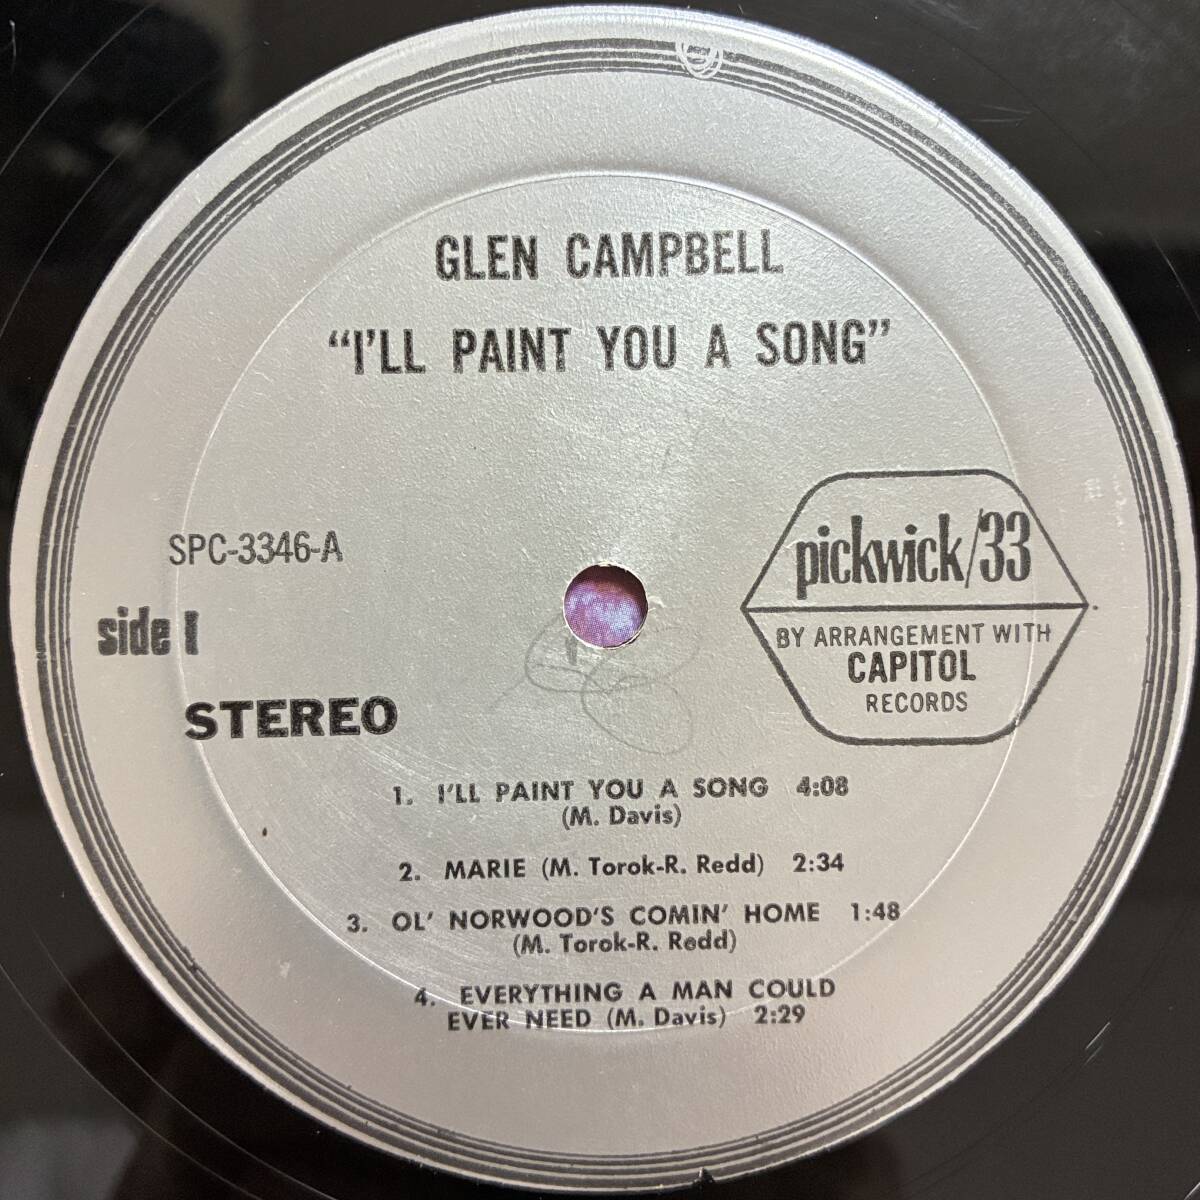 GLEN CAMPBELL
“I'LL PAINT YOU A SONG”
SPC-3346-A
side 1
STEREO
pickwick/33
BY ARRANGEMENT WITH
CAPITOL
RECORDS
1. I'LL PAINT YOU A SONG 4:08
(M. Davis)
2. MARIE (M. Torok-R. Redd) 2:34
3. OL' NORWOOD'S COMIN' HOME 1:48
(M. Torok-R. Redd)
4. EVERYTHING A MAN COULD
EVER NEED (M. Davis) 2:29